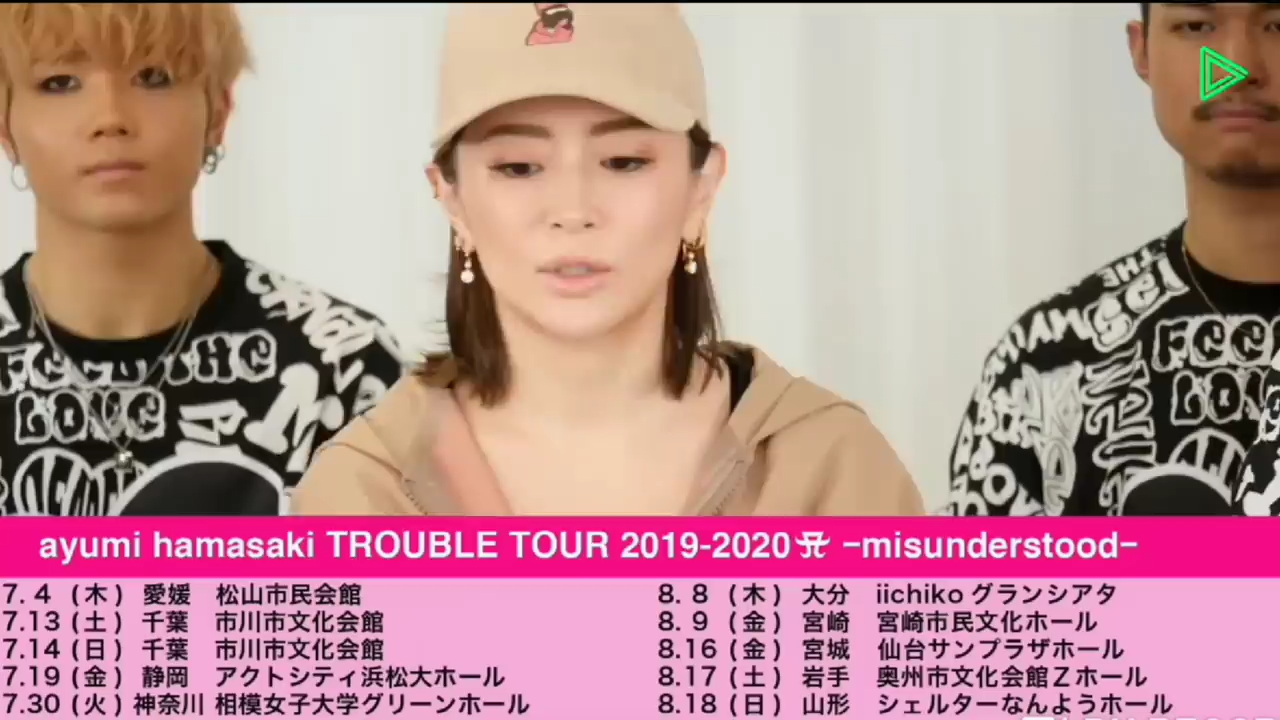 FEED THE
LOVE
THE
FEED
LOVE
ayumi hamasaki TROUBLE TOUR 2019-2020 A -misunderstood-
7. 4 (木) 愛媛 松山市民会館
7.13 (土) 千葉 市川市文化会館
7.14 (日) 千葉 市川市文化会館
7.19 (金) 静岡 アクトシティ浜松大ホール
7.30 (火) 神奈川 相模女子大学グリーンホール
8. 8 (木) 大分 iichiko グランシアタ
8. 9 (金) 宮崎 宮崎市民文化ホール
8.16 (金) 宮城 仙台サンプラザホール
8.17 (土) 岩手 奥州市文化会館Zホール
8.18 (日) 山形 シェルターなんようホール